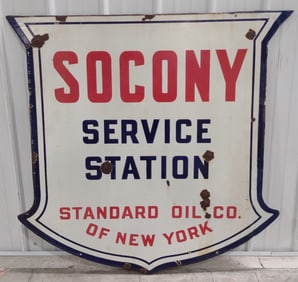 SOCONY
SERVICE
STATION
STANDARD OIL CO.
OF NEW YORK